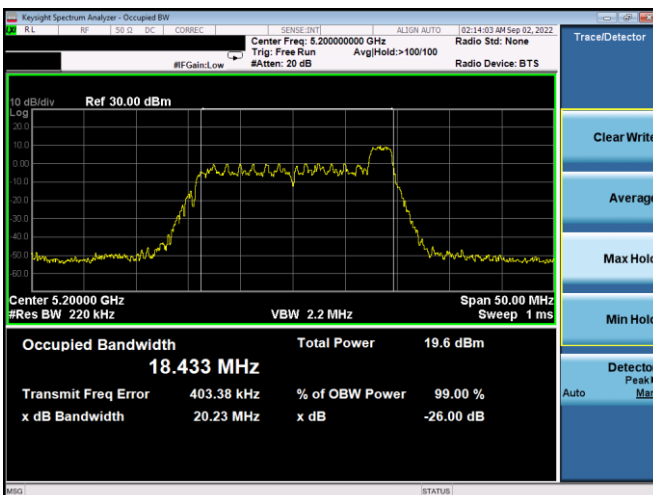 Keysight Spectrum Analyzer - Occupied BW
RL RF 50 Ω DC CORREC SENSE:INT ALIGN AUTO 02:14:03 AM Sep 02, 2022
Center Freq: 5.200000000 GHz Radio Std: None
Trig: Free Run Avg|Hold:>100/100
#IFGain:Low #Atten: 20 dB Radio Device: BTS
Trace/Detector
10 dB/div Ref 30.00 dBm
Log
20.0
10.0
0.00
-10.0
-20.0
-30.0
-40.0
-50.0
-60.0
Center 5.20000 GHz Span 50.00 MHz
#Res BW 220 kHz VBW 2.2 MHz Sweep 1 ms
Occupied Bandwidth Total Power 19.6 dBm
18.433 MHz
Transmit Freq Error 403.38 kHz % of OBW Power 99.00 %
x dB Bandwidth 20.23 MHz x dB -26.00 dB
Clear Write
Average
Max Hold
Min Hold
Detector
Peak
Auto Man
MSG STATUS